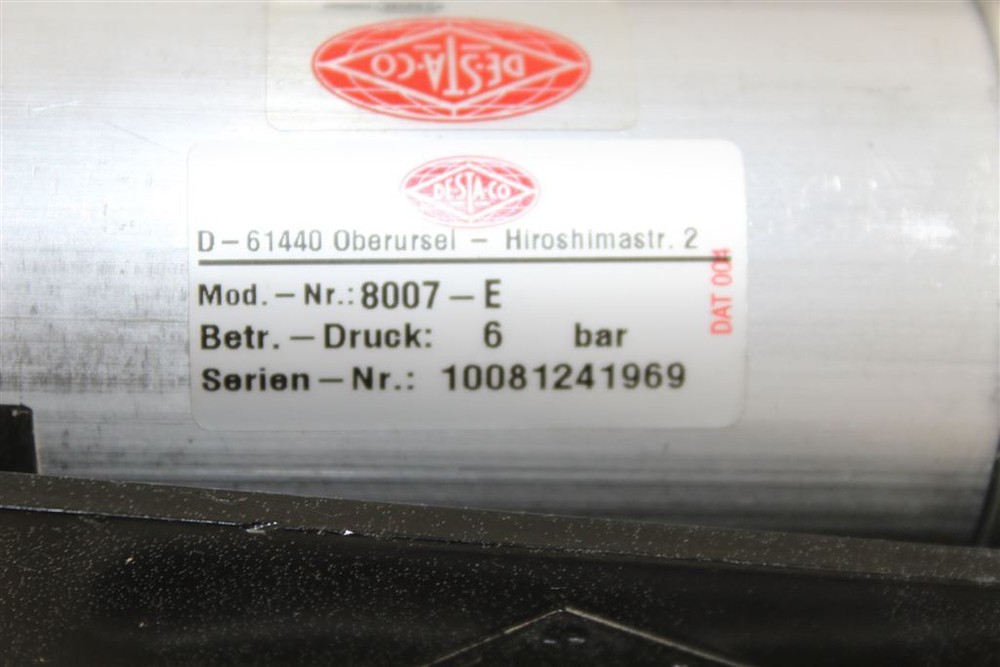 DE-STA-CO
DE-STA-CO
D-61440 Oberursel - Hiroshimastr. 2
Mod.-Nr.: 8007-E
Betr.-Druck: 6 bar
Serien-Nr.: 10081241969
DAT 004